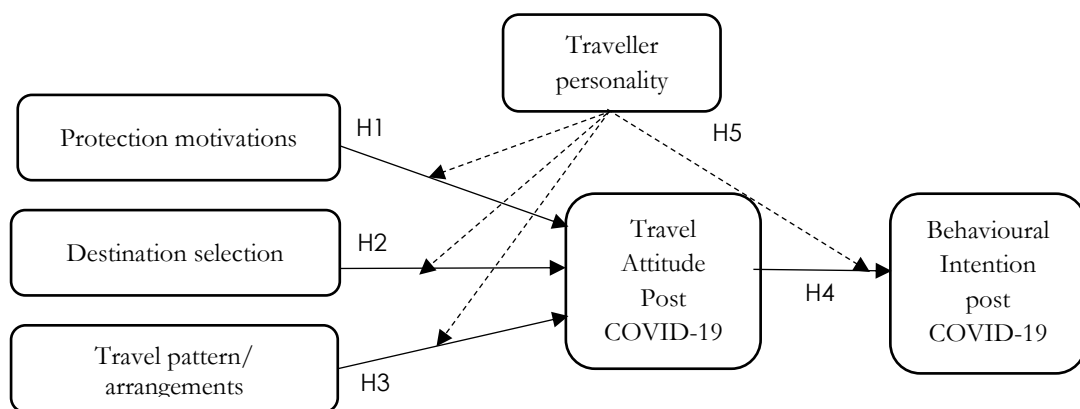 Traveller
personality
H5
H1
Protection motivations
H2
Destination selection
H3
Travel pattern/
arrangements
Travel
Attitude
Post
COVID-19
H4
Behavioural
Intention
post
COVID-19